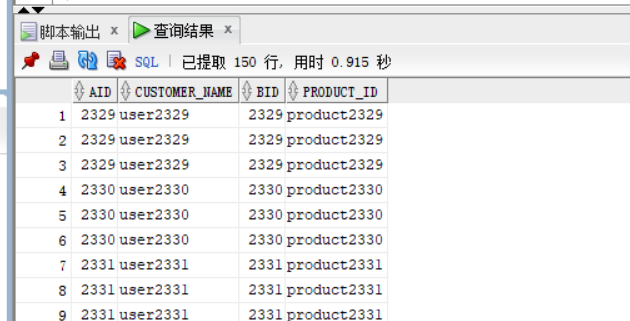 脚本输出 x 查询结果 x
SQL | 已提取 150 行, 用时 0.915 秒
AID CUSTOMER_NAME BID PRODUCT_ID
1 2329 user2329 2329 product2329
2 2329 user2329 2329 product2329
3 2329 user2329 2329 product2329
4 2330 user2330 2330 product2330
5 2330 user2330 2330 product2330
6 2330 user2330 2330 product2330
7 2331 user2331 2331 product2331
8 2331 user2331 2331 product2331
9 2331 user2331 2331 product2331